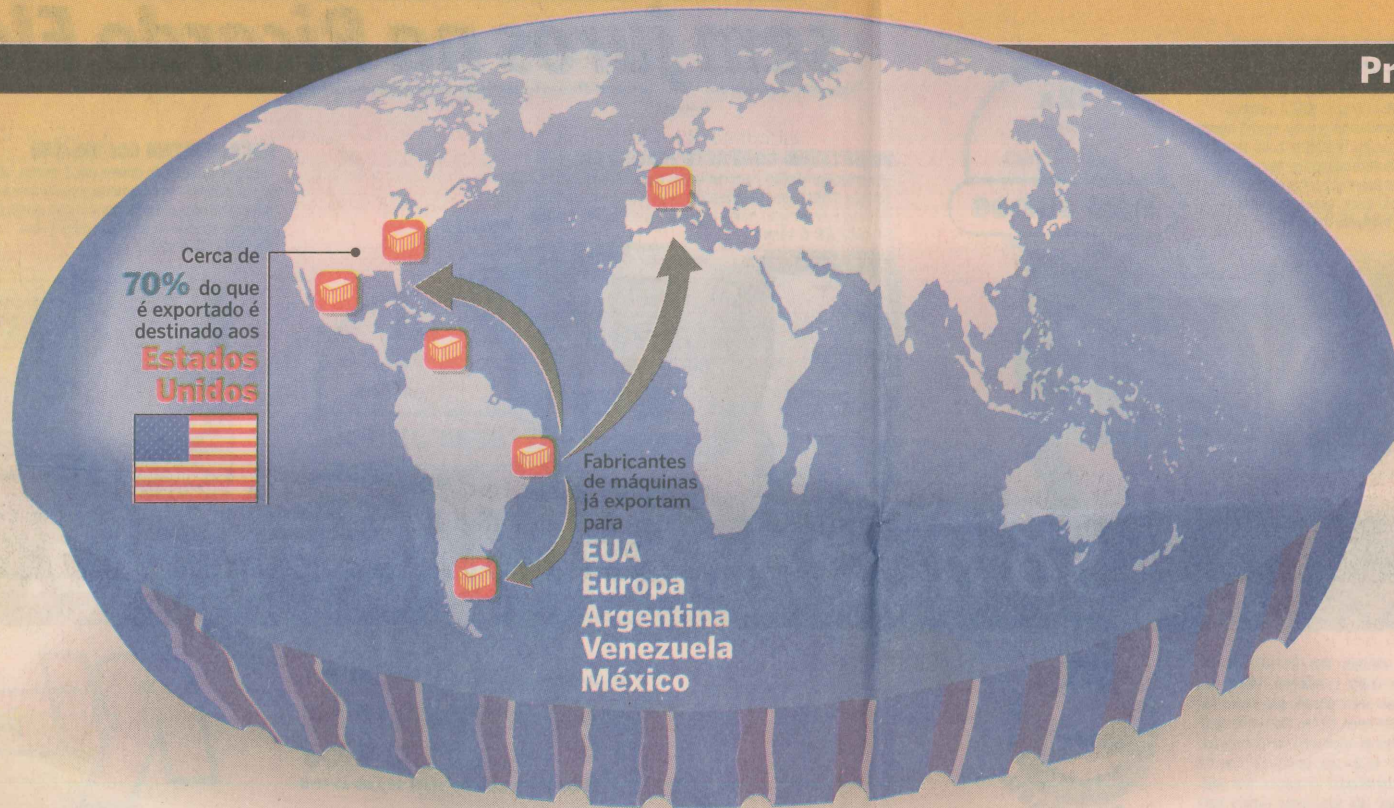 Pr
Cerca de
70% do que
é exportado é
destinado aos
Estados
Unidos
Fabricantes
de máquinas
já exportam
para
EUA
Europa
Argentina
Venezuela
México